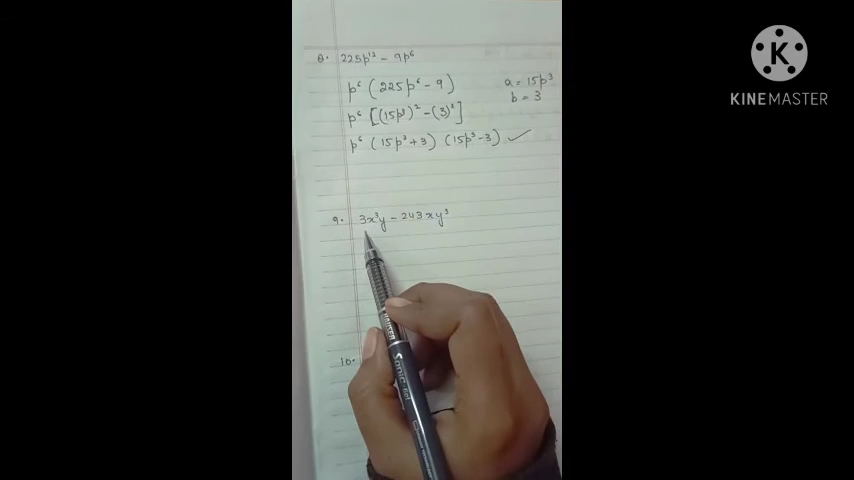 8. 225p¹² - 9p⁶
p⁶ (225p⁶ - 9)
a = 15p³
b = 3
p⁶ [(15p³)² - (3)²]
p⁶ (15p³ + 3) (15p³ - 3) ✓
9. 3x³y - 243xy³
10.
K
KINEMASTER